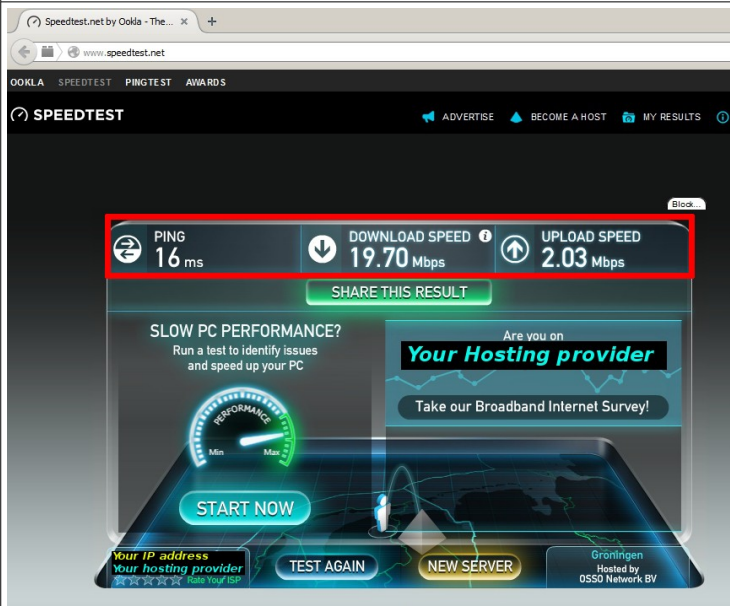 Speedtest.net by Ookla - The... × +
www.speedtest.net
OOKLA SPEEDTEST PINGTEST AWARDS
SPEEDTEST
ADVERTISE BECOME A HOST MY RESULTS
Block...
PING
16 ms
DOWNLOAD SPEED
19.70 Mbps
UPLOAD SPEED
2.03 Mbps
SHARE THIS RESULT
SLOW PC PERFORMANCE?
Run a test to identify issues
and speed up your PC
PERFORMANCE
Min Max
START NOW
Are you on
Your Hosting provider
Take our Broadband Internet Survey!
Your IP address
Your hosting provider
Rate Your ISP
TEST AGAIN
NEW SERVER
Groningen
Hosted by
OSSO Network BV